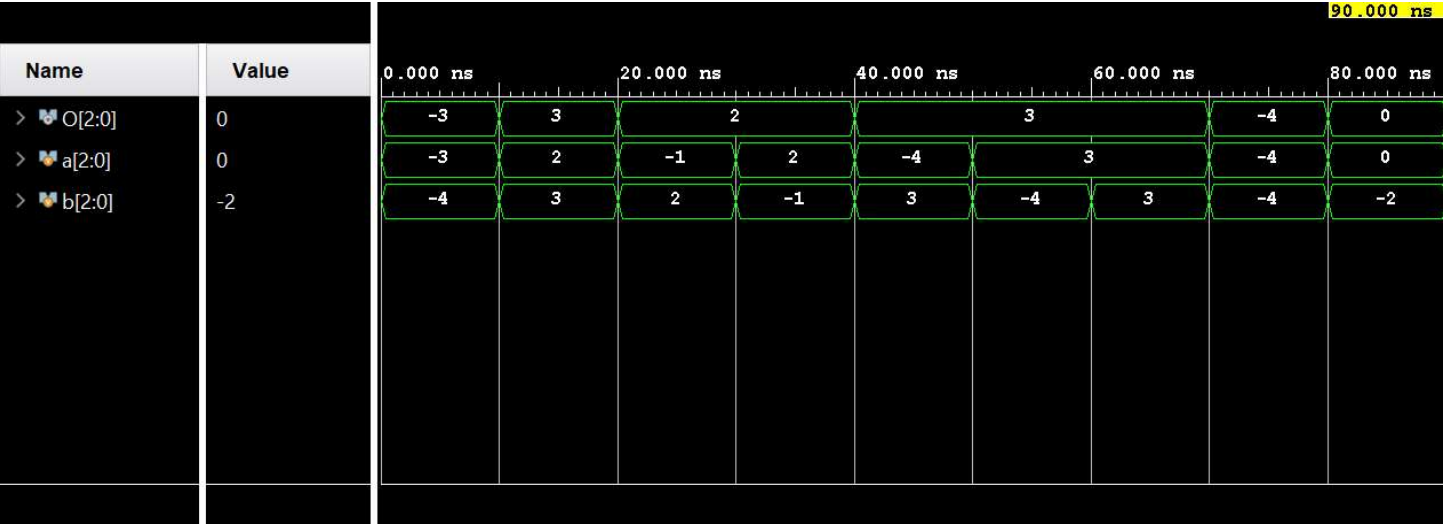 90.000 ns
Name Value 0.000 ns 20.000 ns 40.000 ns 60.000 ns 80.000 ns
O[2:0] 0 -3 3 2 3 -4 0
a[2:0] 0 -3 2 -1 2 -4 3 -4 0
b[2:0] -2 -4 3 2 -1 3 -4 3 -4 -2